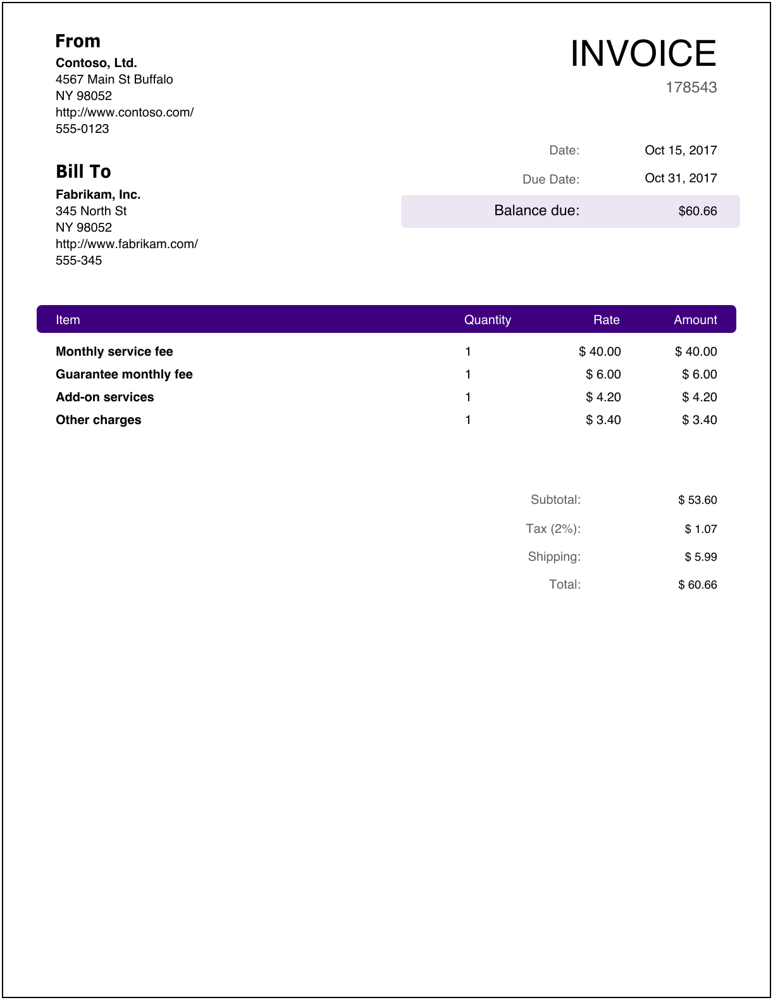 From
Contoso, Ltd.
4567 Main St Buffalo
NY 98052
http://www.contoso.com/
555-0123
INVOICE
178543
Date: Oct 15, 2017
Due Date: Oct 31, 2017
Balance due: $60.66
Bill To
Fabrikam, Inc.
345 North St
NY 98052
http://www.fabrikam.com/
555-345
Item Quantity Rate Amount
Monthly service fee 1 $ 40.00 $ 40.00
Guarantee monthly fee 1 $ 6.00 $ 6.00
Add-on services 1 $ 4.20 $ 4.20
Other charges 1 $ 3.40 $ 3.40
Subtotal: $ 53.60
Tax (2%): $ 1.07
Shipping: $ 5.99
Total: $ 60.66